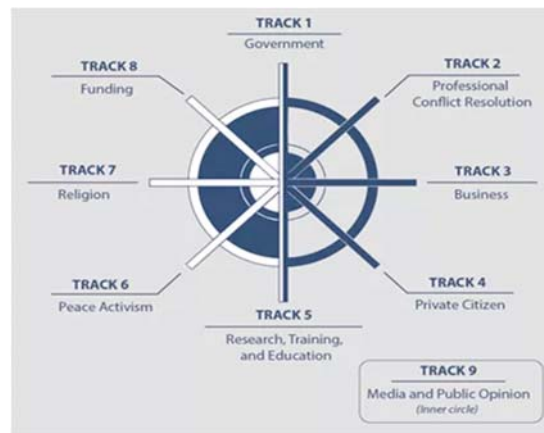 TRACK 1
Government
TRACK 2
Professional
Conflict Resolution
TRACK 3
Business
TRACK 4
Private Citizen
TRACK 5
Research, Training,
and Education
TRACK 6
Peace Activism
TRACK 7
Religion
TRACK 8
Funding
TRACK 9
Media and Public Opinion
(Inner circle)